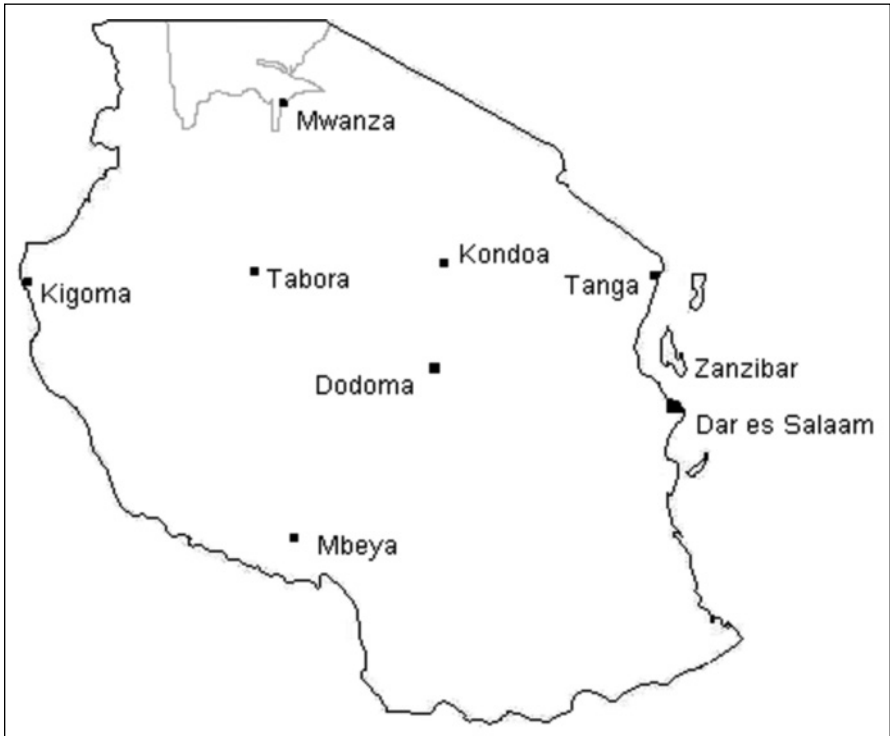 Mwanza
Kondoa
Tabora
Tanga
Kigoma
Zanzibar
Dodoma
Dar es Salaam
Mbeya